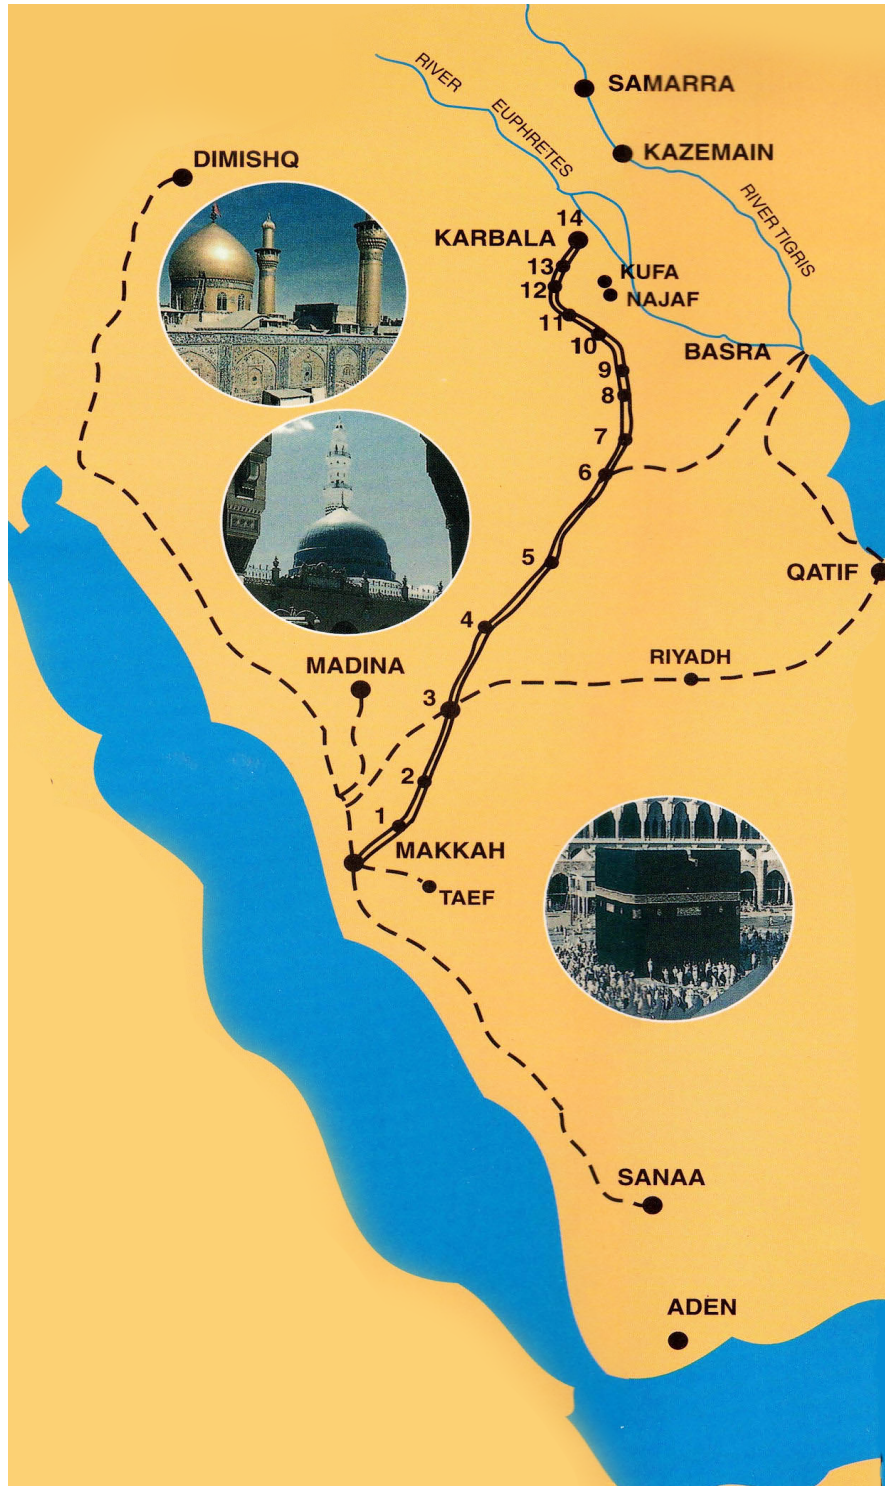 SAMARRA
RIVER
EUPHRETES
KAZEMAIN
DIMISHQ
RIVER TIGRIS
14
KARBALA
13
KUFA
12
NAJAF
11
10
BASRA
9
8
7
6
5
QATIF
4
RIYADH
MADINA
3
2
1
MAKKAH
TAEF
SANAA
ADEN